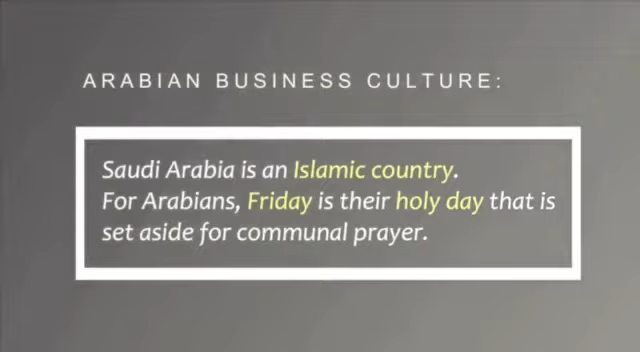 ARABIAN BUSINESS CULTURE:
Saudi Arabia is an Islamic country.
For Arabians, Friday is their holy day that is
set aside for communal prayer.